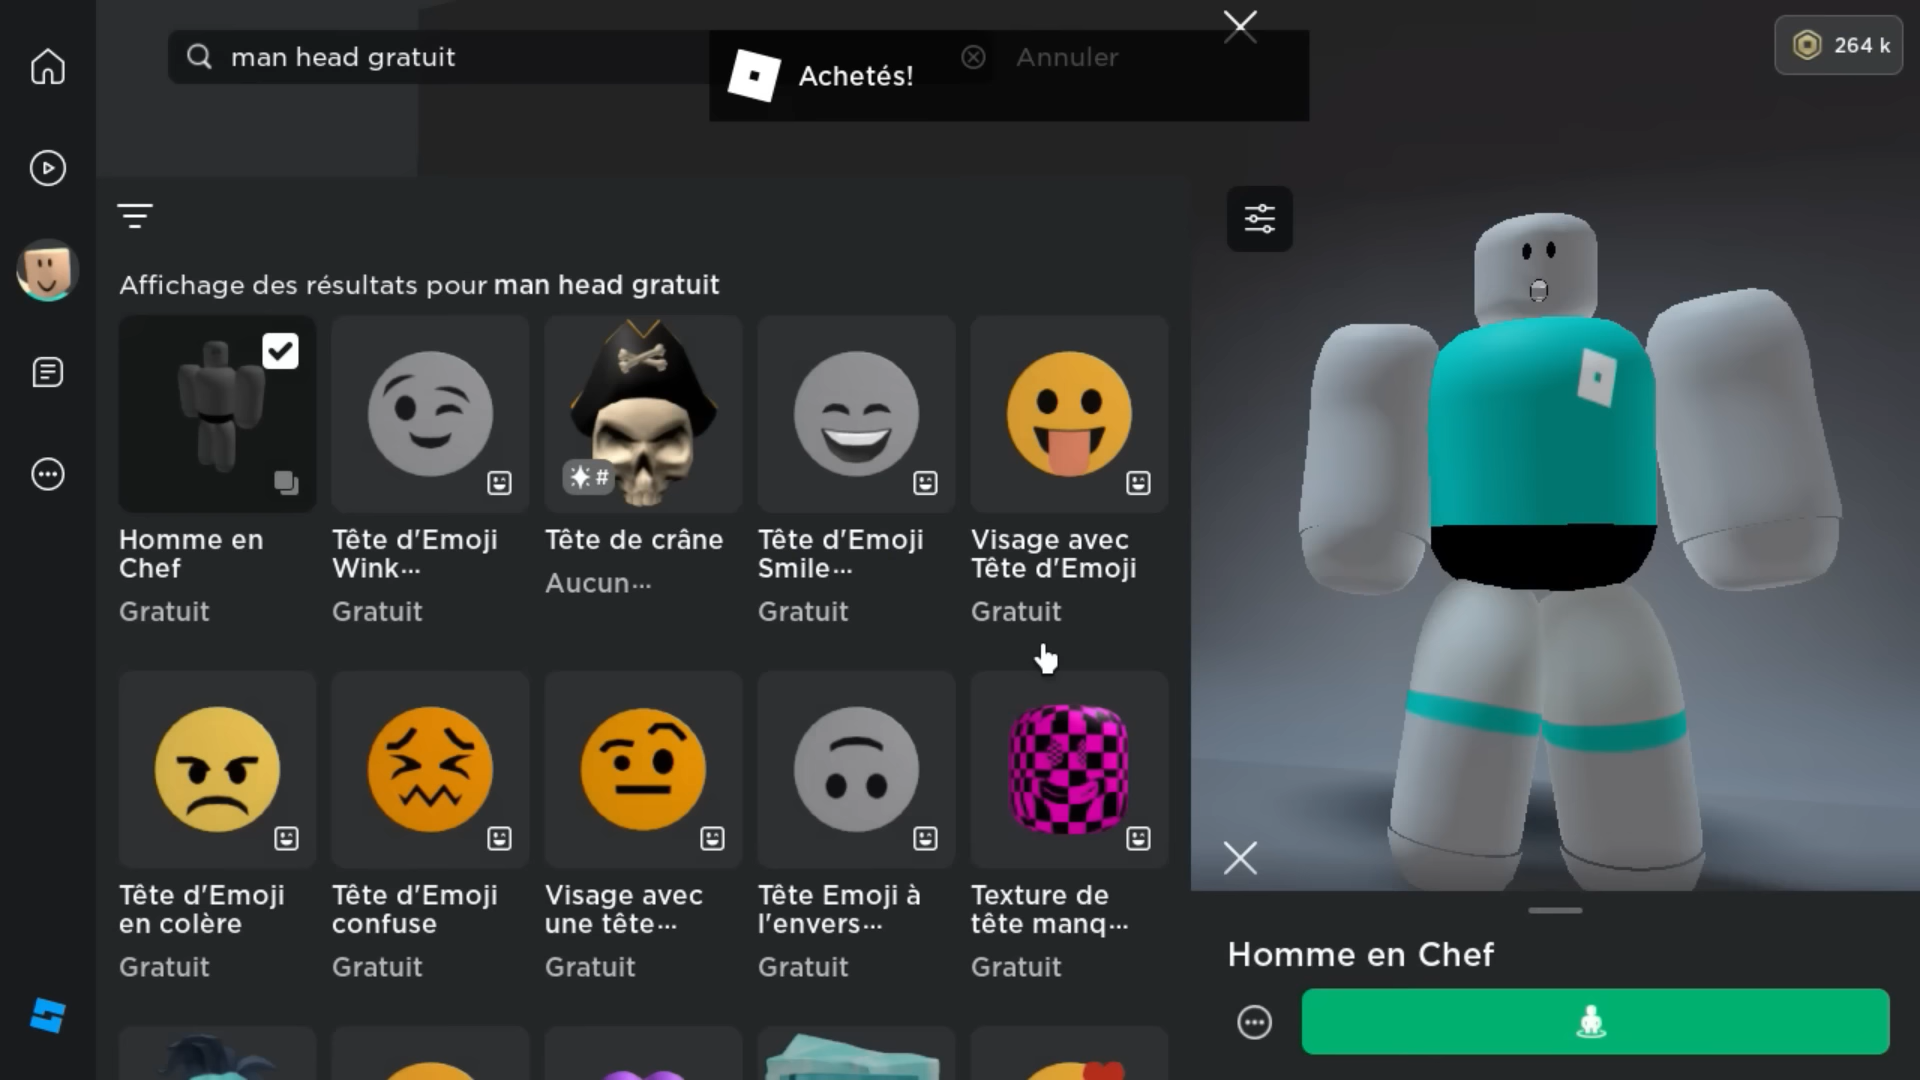 man head gratuit
Annuler
Achetés!
264 k
Affichage des résultats pour man head gratuit
Homme en
Chef
Gratuit
Tête d'Emoji
Wink...
Gratuit
#
Tête de crâne
Aucun...
Tête d'Emoji
Smile...
Gratuit
Visage avec
Tête d'Emoji
Gratuit
Tête d'Emoji
en colère
Gratuit
Tête d'Emoji
confuse
Gratuit
Visage avec
une tête...
Gratuit
Tête Emoji à
l'envers...
Gratuit
Texture de
tête manq...
Gratuit
Homme en Chef